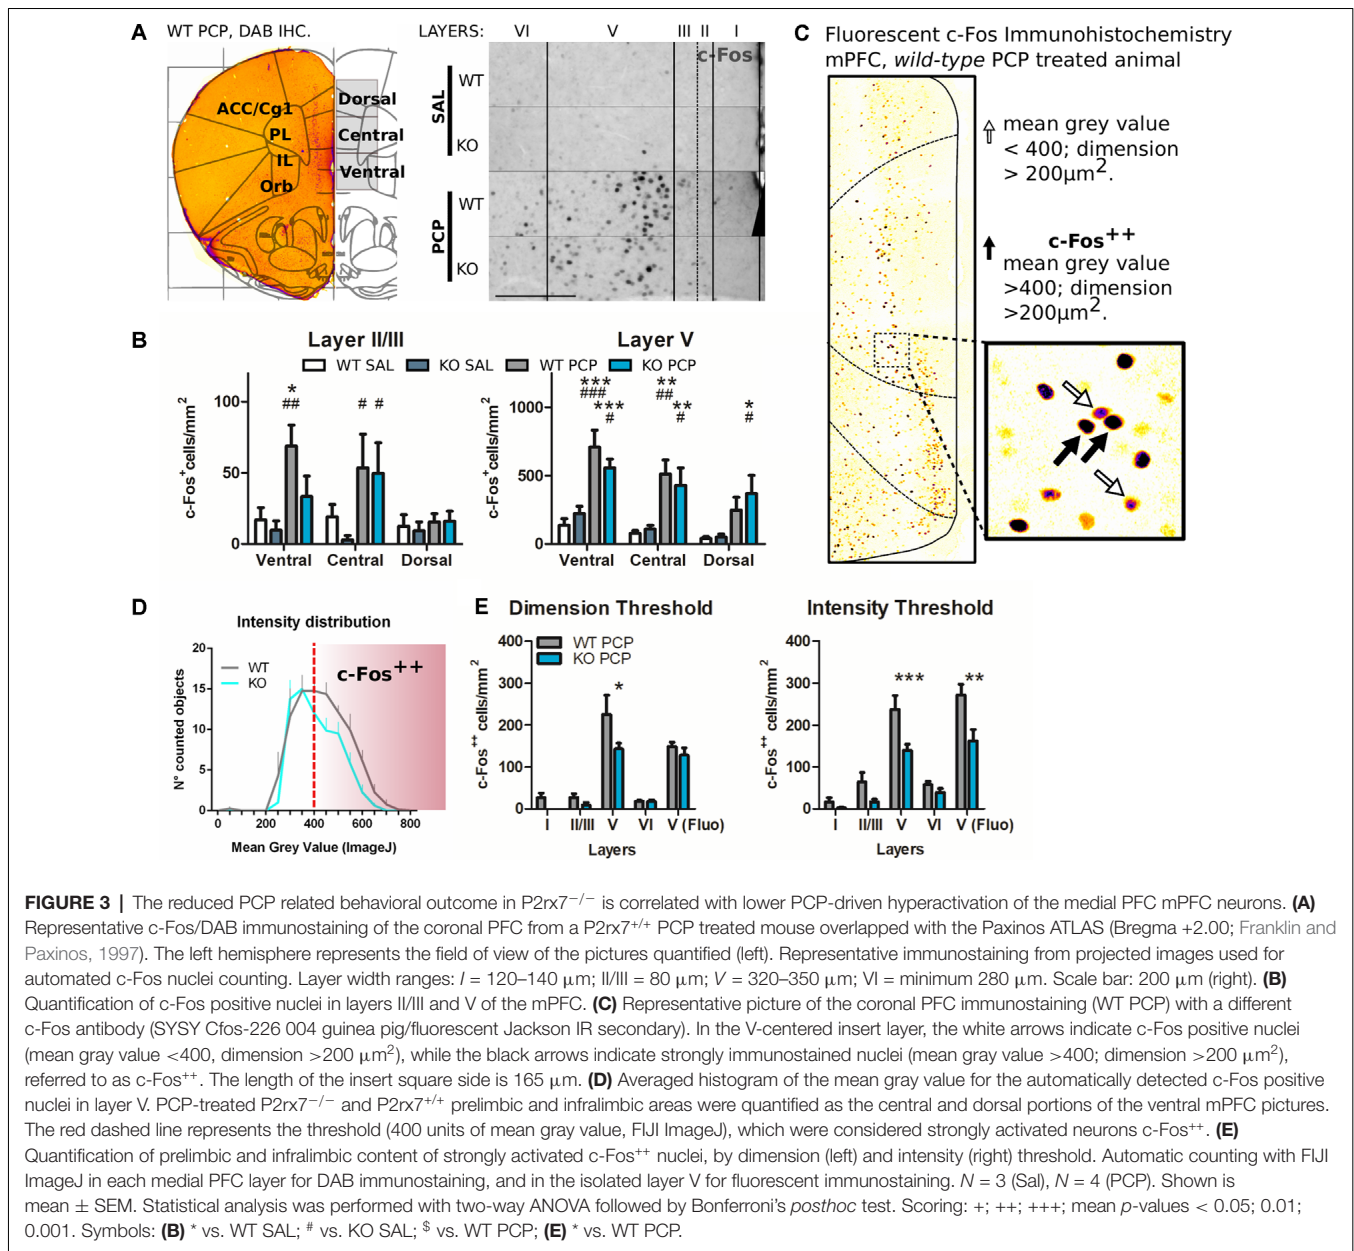 A WT PCP, DAB IHC.
ACC/Cg1
PL
IL
Orb
Dorsal
Central
Ventral
LAYERS: VI V III II I
c-Fos
SAL
WT
KO
PCP
WT
KO
C Fluorescent c-Fos Immunohistochemistry
mPFC, wild-type PCP treated animal
mean grey value
< 400; dimension
> 200µm².
c-Fos⁺⁺
mean grey value
>400; dimension
>200µm².
B
Layer II/III Layer V
WT SAL KO SAL WT PCP KO PCP
c-Fos⁺cells/mm²
100
50
0
*
##
# #
Ventral Central Dorsal
c-Fos⁺cells/mm²
1000
500
0
***
###
***
#
**
##
**
#
*
#
Ventral Central Dorsal
D
Intensity distribution
N° counted objects
20
15
10
5
0
WT
KO
c-Fos⁺⁺
0 200 400 600 800
Mean Grey Value (ImageJ)
E Dimension Threshold
c-Fos⁺⁺ cells/mm²
400
300
200
100
0
WT PCP
KO PCP
*
I II/III V VI V (Fluo)
Layers
Intensity Threshold
c-Fos⁺⁺ cells/mm²
400
300
200
100
0
*** **
I II/III V VI V (Fluo)
Layers
FIGURE 3 | The reduced PCP related behavioral outcome in P2rx7⁻/⁻ is correlated with lower PCP-driven hyperactivation of the medial PFC mPFC neurons. (A)
Representative c-Fos/DAB immunostaining of the coronal PFC from a P2rx7⁺/⁺ PCP treated mouse overlapped with the Paxinos ATLAS (Bregma +2.00; Franklin and
Paxinos, 1997). The left hemisphere represents the field of view of the pictures quantified (left). Representative immunostaining from projected images used for
automated c-Fos nuclei counting. Layer width ranges: I = 120–140 µm; II/III = 80 µm; V = 320–350 µm; VI = minimum 280 µm. Scale bar: 200 µm (right). (B)
Quantification of c-Fos positive nuclei in layers II/III and V of the mPFC. (C) Representative picture of the coronal PFC immunostaining (WT PCP) with a different
c-Fos antibody (SYSY Cfos-226 004 guinea pig/fluorescent Jackson IR secondary). In the V-centered insert layer, the white arrows indicate c-Fos positive nuclei
(mean gray value <400, dimension >200 µm²), while the black arrows indicate strongly immunostained nuclei (mean gray value >400; dimension >200 µm²),
referred to as c-Fos⁺⁺. The length of the insert square side is 165 µm. (D) Averaged histogram of the mean gray value for the automatically detected c-Fos positive
nuclei in layer V. PCP-treated P2rx7⁻/⁻ and P2rx7⁺/⁺ prelimbic and infralimbic areas were quantified as the central and dorsal portions of the ventral mPFC pictures.
The red dashed line represents the threshold (400 units of mean gray value, FIJI ImageJ), which were considered strongly activated neurons c-Fos⁺⁺. (E)
Quantification of prelimbic and infralimbic content of strongly activated c-Fos⁺⁺ nuclei, by dimension (left) and intensity (right) threshold. Automatic counting with FIJI
ImageJ in each medial PFC layer for DAB immunostaining, and in the isolated layer V for fluorescent immunostaining. N = 3 (Sal), N = 4 (PCP). Shown is
mean ± SEM. Statistical analysis was performed with two-way ANOVA followed by Bonferroni's posthoc test. Scoring: +; ++; +++; mean p-values < 0.05; 0.01;
0.001. Symbols: (B) * vs. WT SAL; # vs. KO SAL; $ vs. WT PCP; (E) * vs. WT PCP.